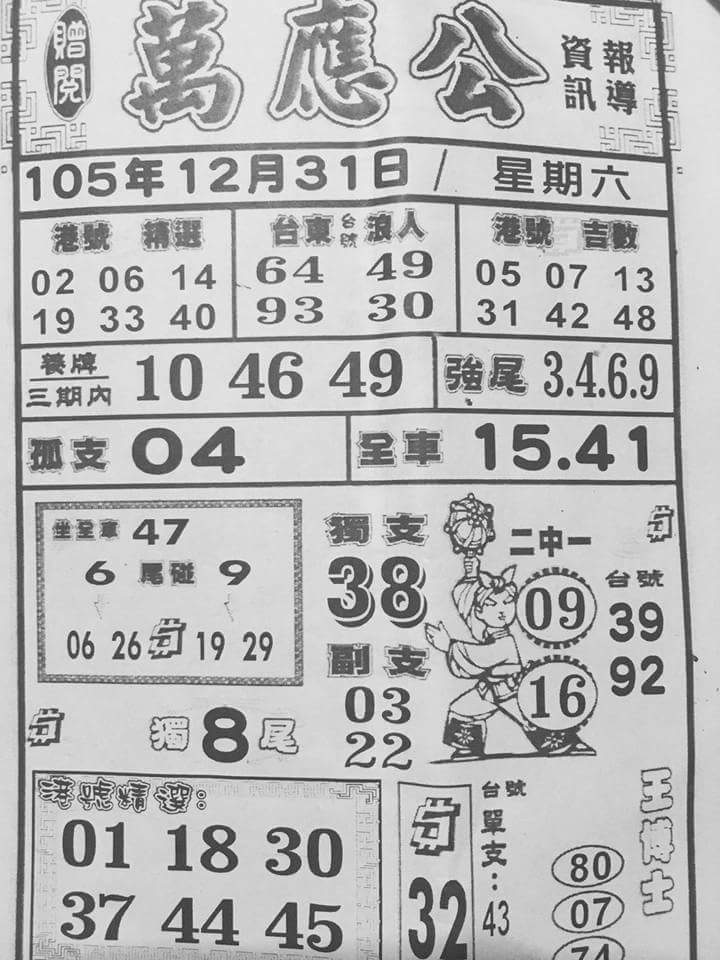 贈閱 萬應公 資訊報導
105年12月31日 / 星期六
港號 精選
02 06 14
19 33 40
台東 台號 浪人
64 49
93 30
港號 吉數
05 07 13
31 42 48
養牌 三期內 10 46 49
強尾 3.4.6.9
孤支 04
全車 15.41
坐全車 47
6 尾碰 9
06 26 19 29
獨支
38
副支
03
22
二中一
09
16
台號
39
92
獨 8 尾
港號精選:
01 18 30
37 44 45
32
台號單支:43
王博士
80
07
74